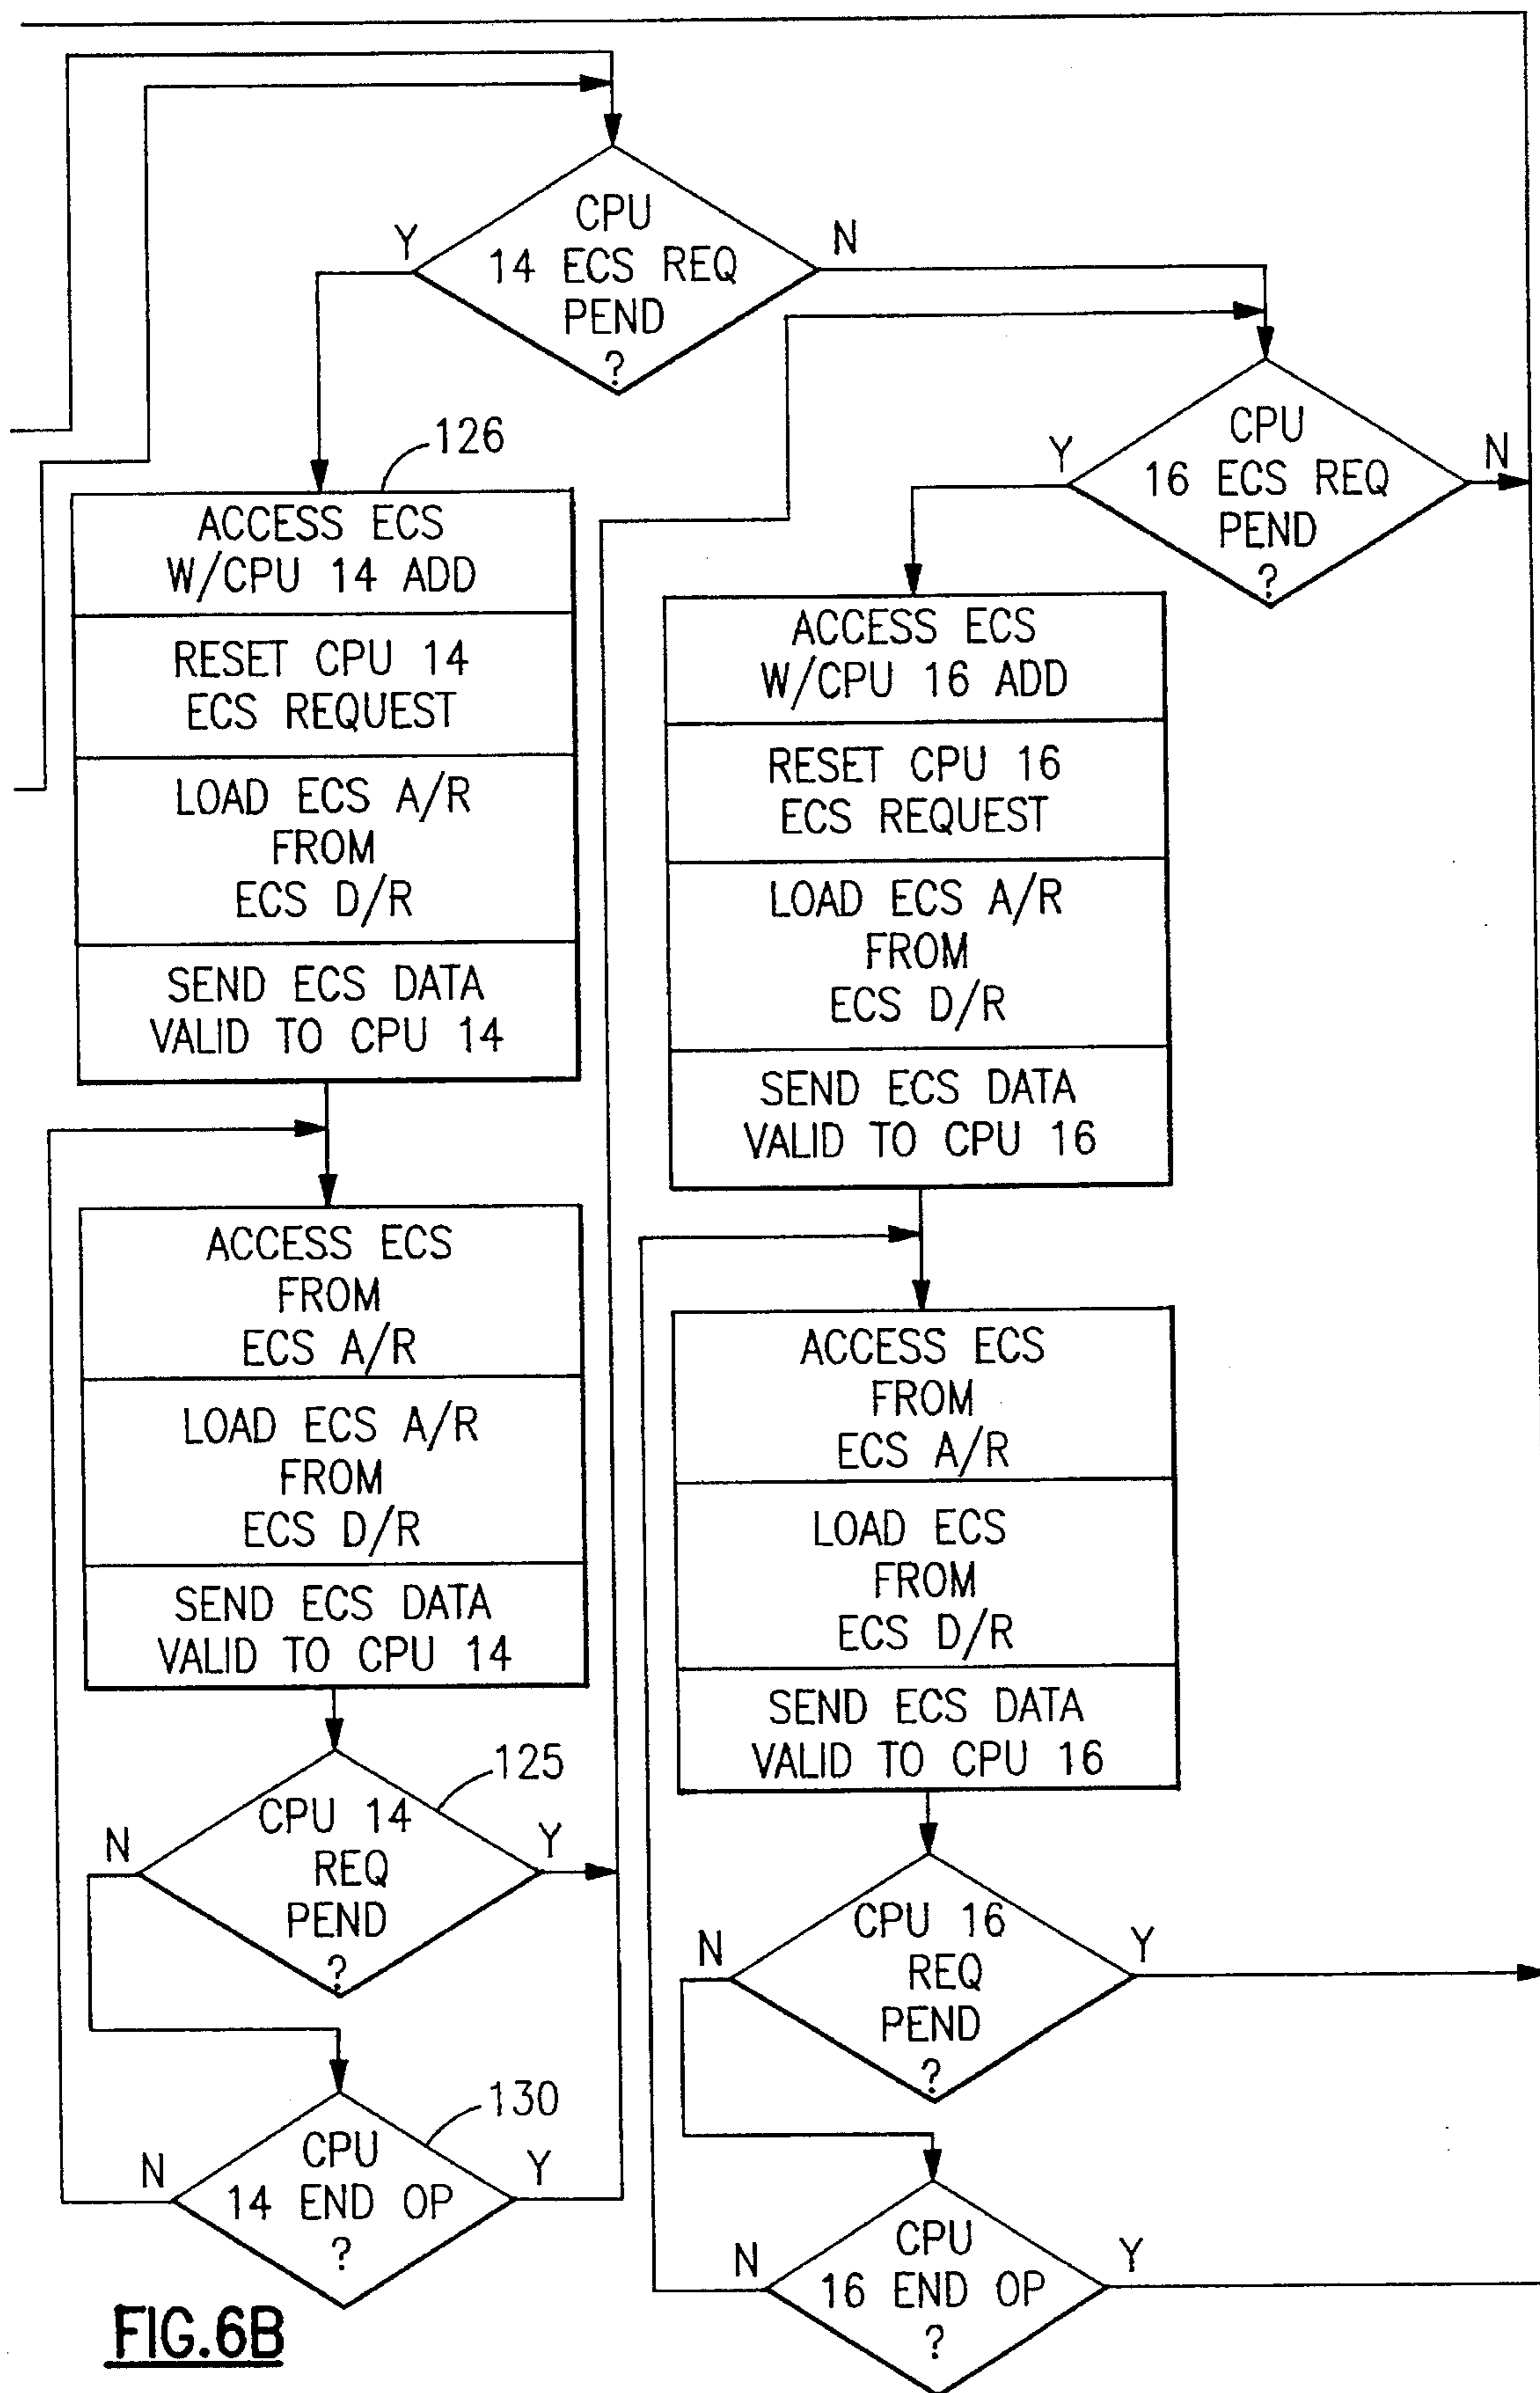 CPU
14 ECS REQ
PEND
?
Y
N
126
ACCESS ECS
W/CPU 14 ADD
RESET CPU 14
ECS REQUEST
LOAD ECS A/R
FROM
ECS D/R
SEND ECS DATA
VALID TO CPU 14
ACCESS ECS
FROM
ECS A/R
LOAD ECS A/R
FROM
ECS D/R
SEND ECS DATA
VALID TO CPU 14
125
CPU 14
REQ
PEND
?
N
Y
130
CPU
14 END OP
?
N
Y
CPU
16 ECS REQ
PEND
?
Y
N
ACCESS ECS
W/CPU 16 ADD
RESET CPU 16
ECS REQUEST
LOAD ECS A/R
FROM
ECS D/R
SEND ECS DATA
VALID TO CPU 16
ACCESS ECS
FROM
ECS A/R
LOAD ECS
FROM
ECS D/R
SEND ECS DATA
VALID TO CPU 16
CPU 16
REQ
PEND
?
N
Y
CPU
16 END OP
?
N
Y
FIG.6B